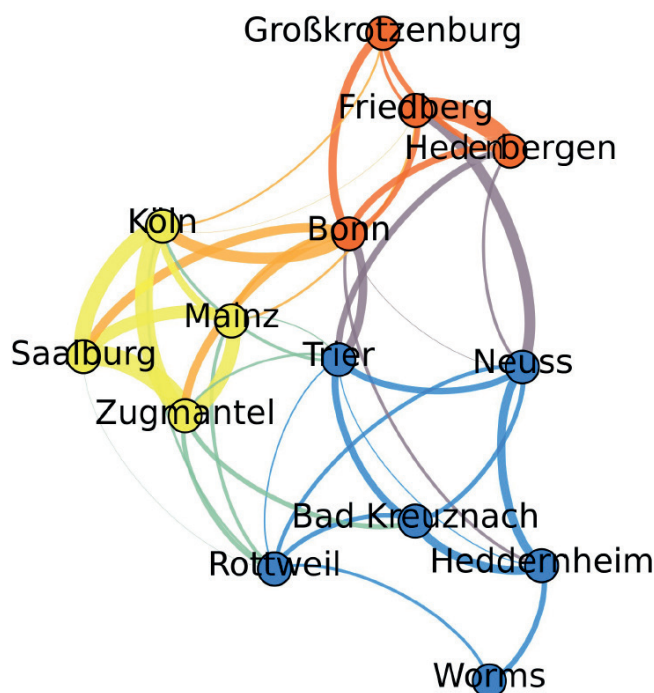 Großkrotzenburg
Friedberg
Hedenbergen
Köln
Bonn
Mainz
Saalburg
Trier
Neuss
Zugmantel
Bad Kreuznach
Rottweil
Heddernheim
Worms